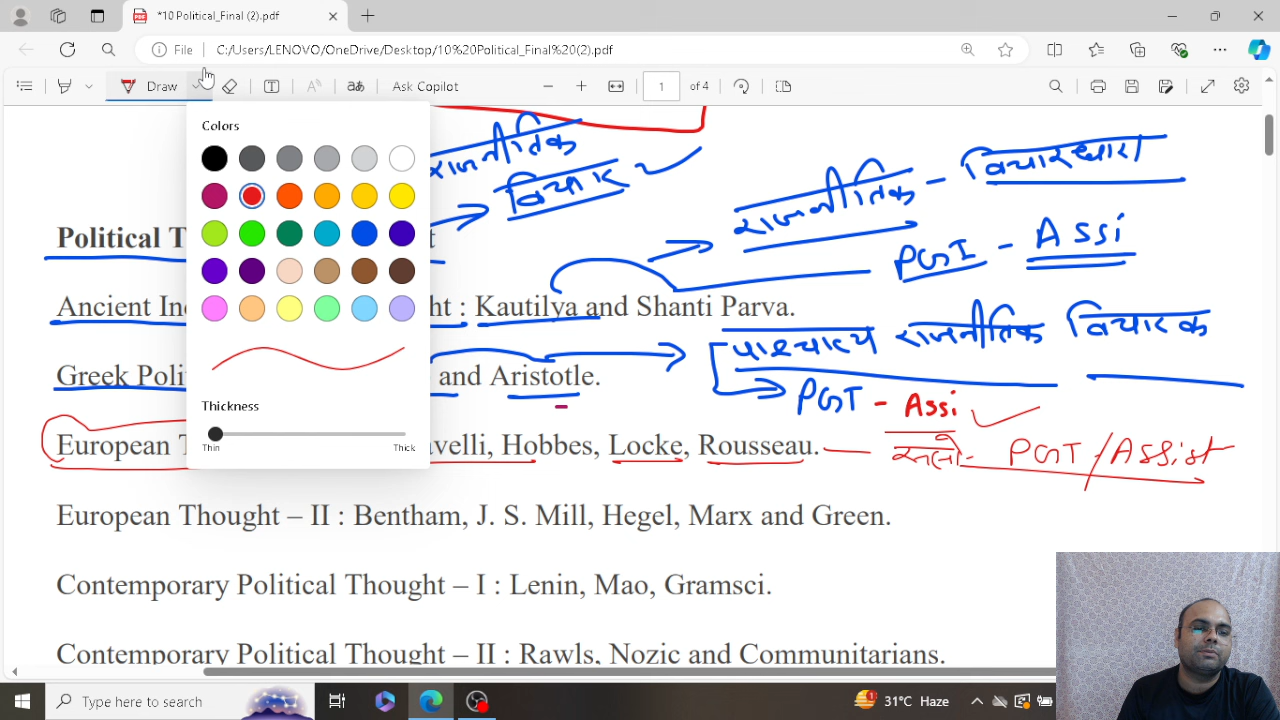 *10 Political_Final (2).pdf
File C:/Users/LENOVO/OneDrive/Desktop/10%20Political_Final%20(2).pdf
Draw Ask Copilot 1 of 4
Colors
राजनीतिक
विचार
राजनीतिक - विचारधारा
Political T t
PGT - Assi
Ancient In ht : Kautilya and Shanti Parva.
पाश्चात्य राजनीतिक विचारक
Greek Poli and Aristotle.
PGT - Assi
Thickness
Thin Thick
European T avelli, Hobbes, Locke, Rousseau.
PGT / Assist
European Thought – II : Bentham, J. S. Mill, Hegel, Marx and Green.
Contemporary Political Thought – I : Lenin, Mao, Gramsci.
Contemporary Political Thought – II : Rawls, Nozic and Communitarians.
Type here to search 1 31°C Haze